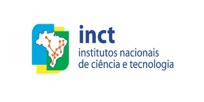 inct
institutos nacionais
de ciência e tecnologia